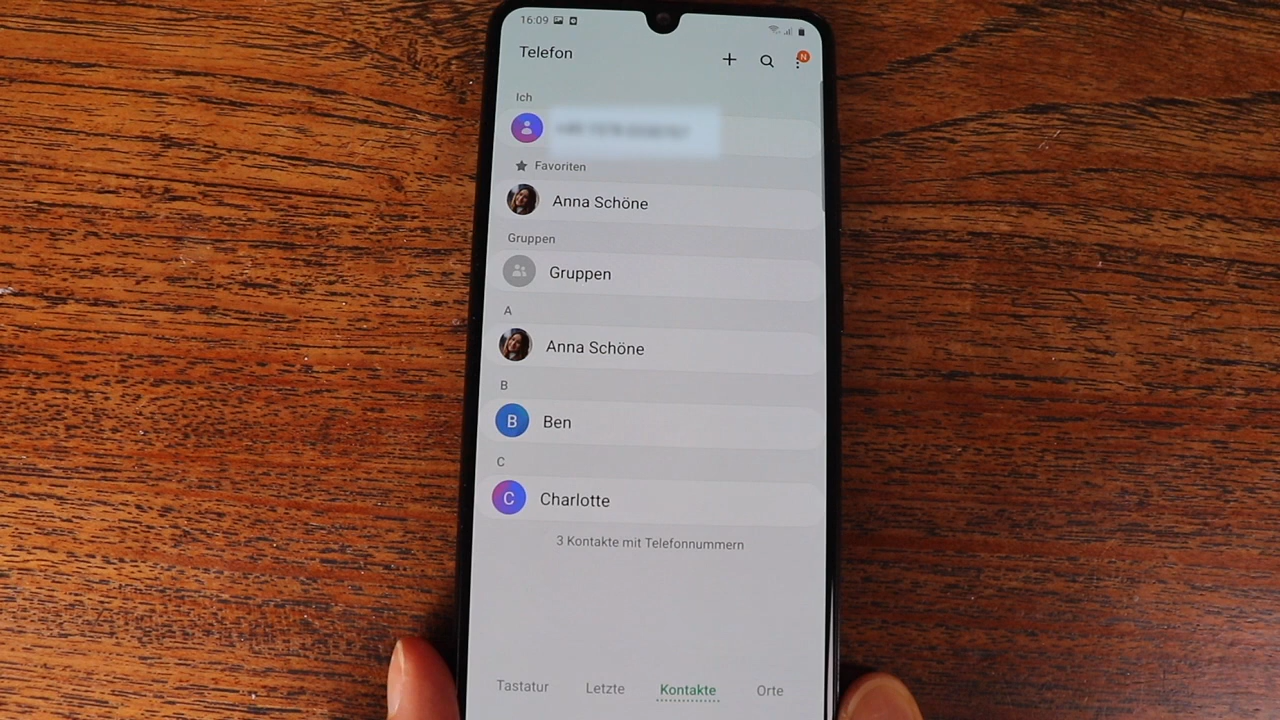 16:09
Telefon
N
Ich
Favoriten
Anna Schöne
Gruppen
Gruppen
A
Anna Schöne
B
B Ben
C
C Charlotte
3 Kontakte mit Telefonnummern
Tastatur Letzte Kontakte Orte